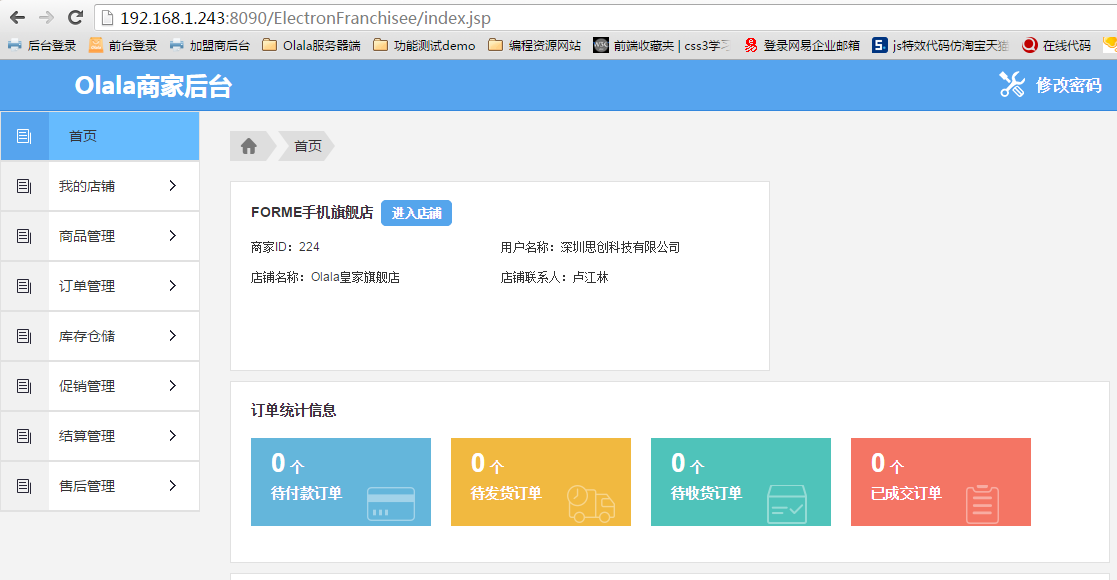 192.168.1.243:8090/ElectronFranchisee/index.jsp
后台登录 前台登录 加盟商后台 Olala服务器端 功能测试demo 编程资源网站 前端收藏夹 | css3学习 登录网易企业邮箱 js特效代码仿淘宝天猫 在线代码
Olala商家后台 修改密码
首页
我的店铺
商品管理
订单管理
库存仓储
促销管理
结算管理
售后管理
首页
FORME手机旗舰店 进入店铺
商家ID：224 用户名称：深圳思创科技有限公司
店铺名称：Olala皇家旗舰店 店铺联系人：卢江林
订单统计信息
0 个 0 个 0 个 0 个
待付款订单 待发货订单 待收货订单 已成交订单